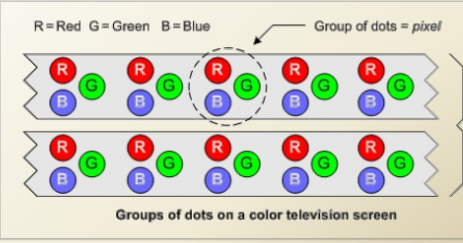 R=Red G=Green B=Blue
Group of dots = pixel
R R R R R
G G G G G
B B B B B
R R R R R
G G G G G
B B B B B
Groups of dots on a color television screen